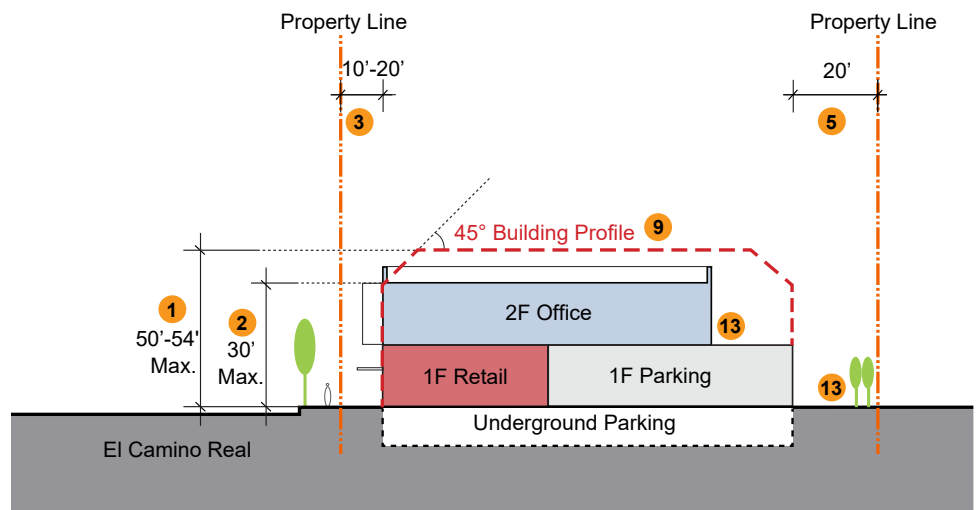 Property Line
Property Line
10’-20’
20’
3
5
45° Building Profile
9
1
50’-54'
Max.
2
30’
Max.
2F Office
13
1F Retail
1F Parking
13
Underground Parking
El Camino Real